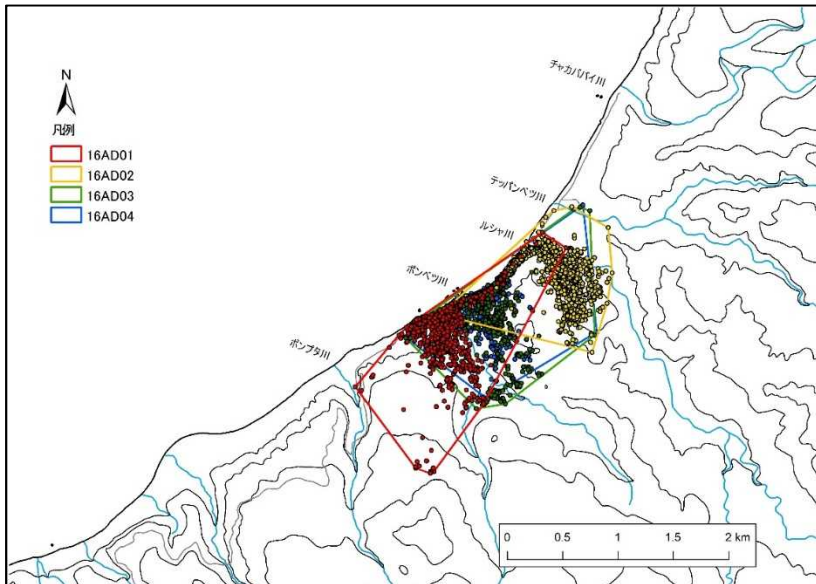 チャカババイ川
N
凡例
16AD01
16AD02
16AD03
16AD04
テッパンベツ川
ルシャ川
ポンベツ川
ポンプタ川
0 0.5 1 1.5 2 km